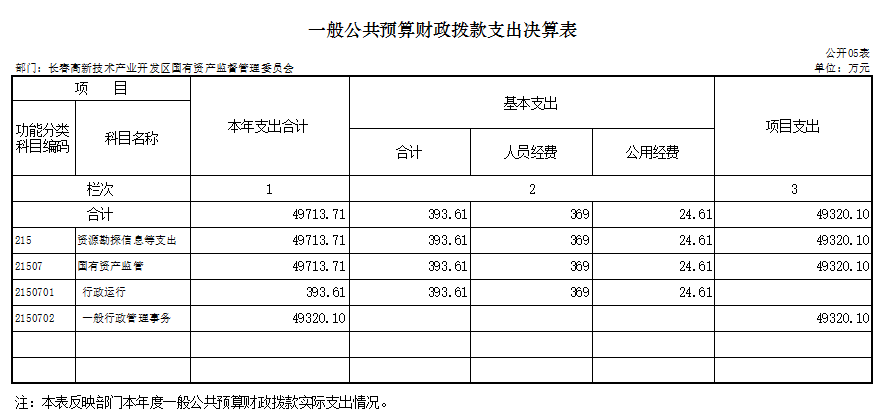 一般公共预算财政拨款支出决算表
公开05表
部门：长春高新技术产业开发区国有资产监督管理委员会 单位：万元
项 目 本年支出合计 基本支出 项目支出
功能分类科目编码 科目名称 合计 人员经费 公用经费
栏次 1 2 3
合计 49713.71 393.61 369 24.61 49320.10
215 资源勘探信息等支出 49713.71 393.61 369 24.61 49320.10
21507 国有资产监管 49713.71 393.61 369 24.61 49320.10
2150701 行政运行 393.61 393.61 369 24.61
2150702 一般行政管理事务 49320.10 49320.10
注：本表反映部门本年度一般公共预算财政拨款实际支出情况。